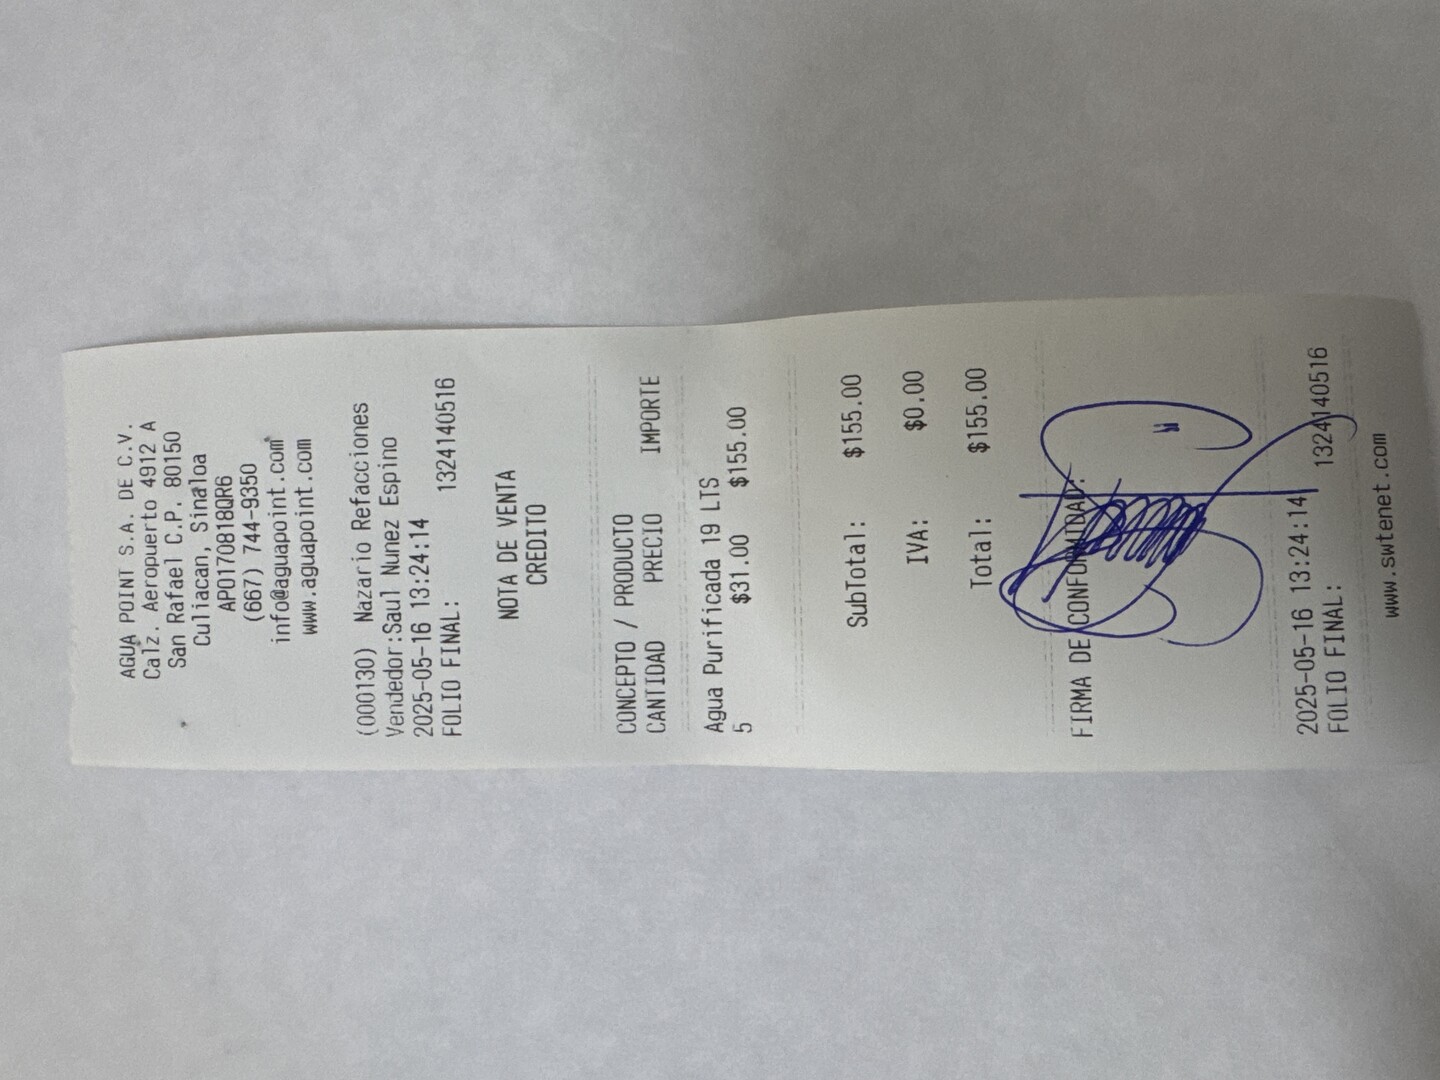 AGUA POINT S.A. DE C.V.
Calz. Aeropuerto 4912 A
San Rafael C.P. 80150
Culiacan, Sinaloa
APO170818QR6
(667) 744-9350
info@aguapoint.com
www.aguapoint.com
(000130) Nazario Refacciones
Vendedor:Saul Nunez Espino
2025-05-16 13:24:14
FOLIO FINAL: 1324140516
NOTA DE VENTA
CREDITO
CONCEPTO / PRODUCTO
CANTIDAD PRECIO IMPORTE
Agua Purificada 19 LTS
5 $31.00 $155.00
SubTotal: $155.00
IVA: $0.00
Total: $155.00
FIRMA DE CONFORMIDAD:
2025-05-16 13:24:14
FOLIO FINAL: 1324140516
www.swtenet.com